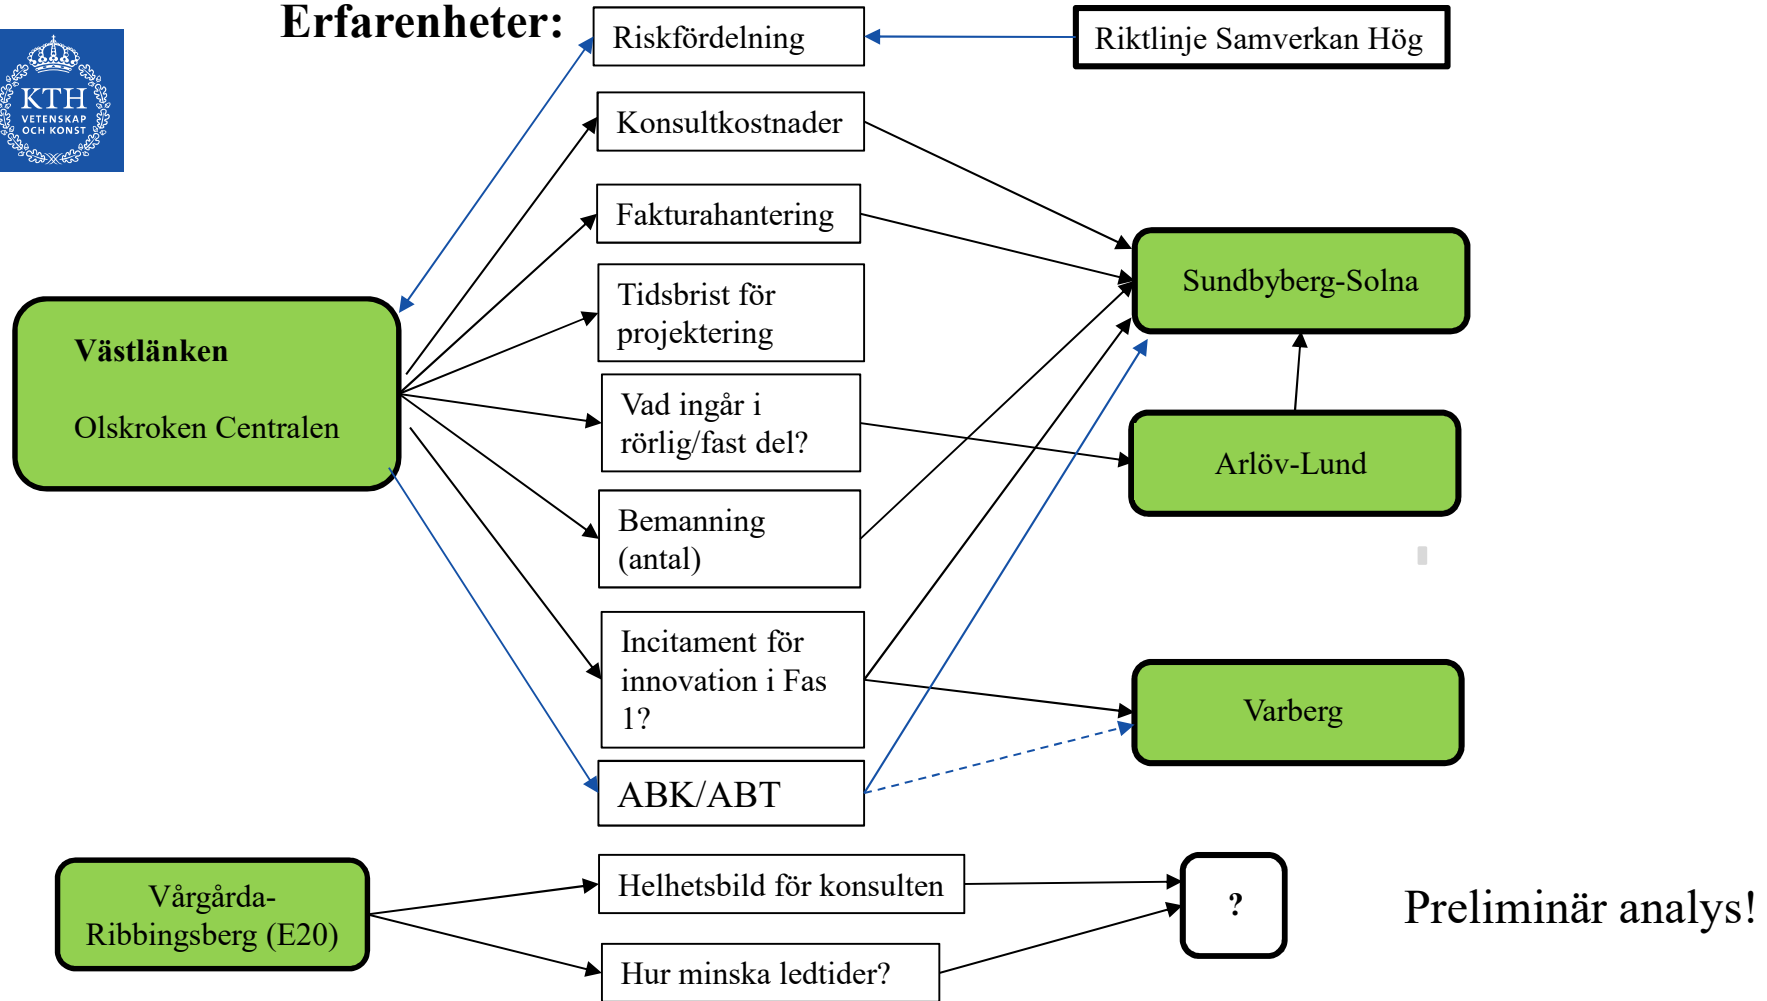 Erfarenheter:
KTH
VETENSKAP
OCH KONST
Riskfördelning
Riktlinje Samverkan Hög
Konsultkostnader
Fakturahantering
Tidsbrist för
projektering
Vad ingår i
rörlig/fast del?
Bemanning
(antal)
Incitament för
innovation i Fas
1?
ABK/ABT
Västlänken
Olskroken Centralen
Sundbyberg-Solna
Arlöv-Lund
Varberg
Vårgårda-
Ribbingsberg (E20)
Helhetsbild för konsulten
Hur minska ledtider?
?
Preliminär analys!